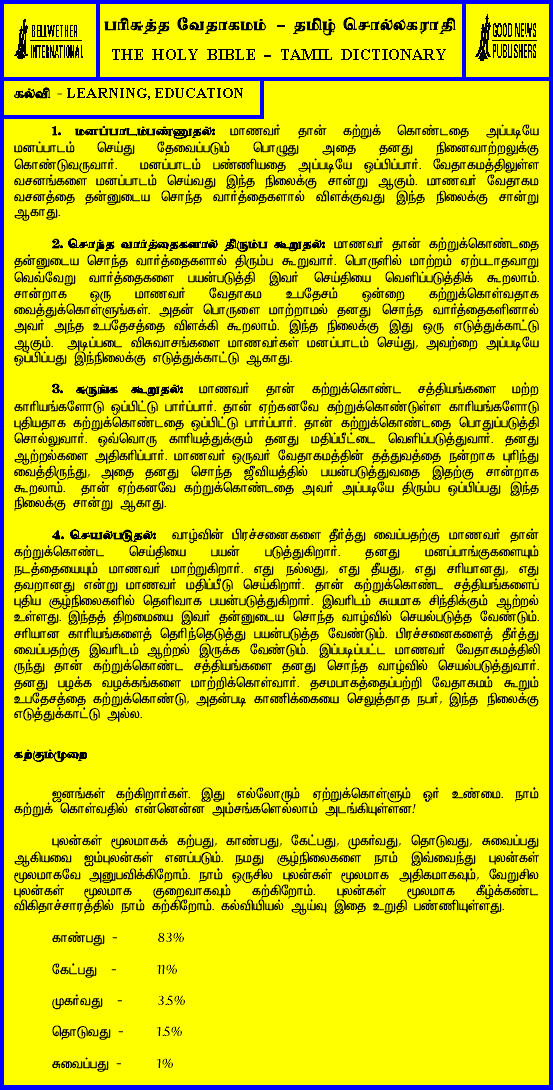 BELLWETHER
INTERNATIONAL
பரிசுத்த வேதாகமம் – தமிழ் சொல்லகராதி
THE HOLY BIBLE – TAMIL DICTIONARY
GOOD NEWS
PUBLISHERS
கல்வி - LEARNING, EDUCATION
1. மனப்பாடம்பண்ணுதல்: மாணவர் தான் கற்றுக் கொண்டதை அப்படியே
மனப்பாடம் செய்து தேவைப்படும் பொழுது அதை தனது நினைவாற்றலுக்கு
கொண்டுவருவார். மனப்பாடம் பண்ணியதை அப்படியே ஒப்பிப்பார். வேதாகமத்திலுள்ள
வசனங்களை மனப்பாடம் செய்வது இந்த நிலைக்கு சான்று ஆகும். மாணவர் வேதாகம
வசனத்தை தன்னுடைய சொந்த வார்த்தைகளால் விளக்குவது இந்த நிலைக்கு சான்று
ஆகாது.
2. சொந்த வார்த்தைகளால் திரும்ப கூறுதல்: மாணவர் தான் கற்றுக்கொண்டதை
தன்னுடைய சொந்த வார்த்தைகளால் திரும்ப கூறுவார். பொருளில் மாற்றம் ஏற்படாதவாறு
வெவ்வேறு வார்த்தைகளை பயன்படுத்தி இவர் செய்தியை வெளிப்படுத்திக் கூறலாம்.
சான்றாக ஒரு மாணவர் வேதாகம உபதேசம் ஒன்றை கற்றுக்கொள்வதாக
வைத்துக்கொள்ளுங்கள். அதன் பொருளை மாற்றாமல் தனது சொந்த வார்த்தைகளினால்
அவர் அந்த உபதேசத்தை விளக்கி கூறலாம். இந்த நிலைக்கு இது ஒரு எடுத்துக்காட்டு
ஆகும். அடிப்படை விசுவாசங்களை மாணவர்கள் மனப்பாடம் செய்து, அவற்றை அப்படியே
ஒப்பிப்பது இந்நிலைக்கு எடுத்துக்காட்டு ஆகாது.
3. சுருங்க கூறுதல்: மாணவர் தான் கற்றுக்கொண்ட சத்தியங்களை மற்ற
காரியங்களோடு ஒப்பிட்டு பார்ப்பார். தான் ஏற்கனவே கற்றுக்கொண்டுள்ள காரியங்களோடு
புதியதாக கற்றுக்கொண்டதை ஒப்பிட்டு பார்ப்பார். தான் கற்றுக்கொண்டதை பொதுப்படுத்தி
சொல்லுவார். ஒவ்வொரு காரியத்துக்கும் தனது மதிப்பீட்டை வெளிப்படுத்துவார். தனது
ஆற்றல்களை அதிகரிப்பார். மாணவர் ஒருவர் வேதாகமத்தின் தத்துவத்தை நன்றாக புரிந்து
வைத்திருந்து, அதை தனது சொந்த ஜீவியத்தில் பயன்படுத்துவதை இதற்கு சான்றாக
கூறலாம். தான் ஏற்கனவே கற்றுக்கொண்டதை அவர் அப்படியே திரும்ப ஒப்பிப்பது இந்த
நிலைக்கு சான்று ஆகாது.
4. செயல்படுதல்: வாழ்வின் பிரச்சனைகளை தீர்த்து வைப்பதற்கு மாணவர் தான்
கற்றுக்கொண்ட செய்தியை பயன் படுத்துகிறார். தனது மனப்பாங்குகளையும்
நடத்தையையும் மாணவர் மாற்றுகிறார். எது நல்லது, எது தீயது, எது சரியானது, எது
தவறானது என்று மாணவர் மதிப்பீடு செய்கிறார். தான் கற்றுக்கொண்ட சத்தியங்களைப்
புதிய சூழ்நிலைகளில் தெளிவாக பயன்படுத்துகிறார். இவரிடம் சுயமாக சிந்திக்கும் ஆற்றல்
உள்ளது. இந்தத் திறமையை இவர் தன்னுடைய சொந்த வாழ்வில் செயல்படுத்த வேண்டும்.
சரியான காரியங்களைத் தெரிந்தெடுத்து பயன்படுத்த வேண்டும். பிரச்சனைகளைத் தீர்த்து
வைப்பதற்கு இவரிடம் ஆற்றல் இருக்க வேண்டும். இப்படிப்பட்ட மாணவர் வேதாகமத்திலி
ருந்து தான் கற்றுக்கொண்ட சத்தியங்களை தனது சொந்த வாழ்வில் செயல்படுத்துவார்.
தனது பழக்க வழக்கங்களை மாற்றிக்கொள்வார். தசமபாகத்தைப்பற்றி வேதாகமம் கூறும்
உபதேசத்தை கற்றுக்கொண்டு, அதன்படி காணிக்கையை செலுத்தாத நபர், இந்த நிலைக்கு
எடுத்துக்காட்டு அல்ல.
கற்கும்முறை
ஜனங்கள் கற்கிறார்கள். இது எல்லோரும் ஏற்றுக்கொள்ளும் ஓர் உண்மை. நாம்
கற்றுக் கொள்வதில் என்னென்ன அம்சங்களெல்லாம் அடங்கியுள்ளன!
புலன்கள் மூலமாகக் கற்பது, காண்பது, கேட்பது, முகர்வது, தொடுவது, சுவைப்பது
ஆகியவை ஐம்புலன்கள் எனப்படும். நமது சூழ்நிலைகளை நாம் இவ்வைந்து புலன்கள்
மூலமாகவே அனுபவிக்கிறோம். நாம் ஒருசில புலன்கள் மூலமாக அதிகமாகவும், வேறுசில
புலன்கள் மூலமாக குறைவாகவும் கற்கிறோம். புலன்கள் மூலமாக கீழ்க்கண்ட
விகிதாச்சாரத்தில் நாம் கற்கிறோம். கல்வியியல் ஆய்வு இதை உறுதி பண்ணியுள்ளது.
காண்பது - 83%
கேட்பது - 11%
முகர்வது - 3.5%
தொடுவது - 1.5%
சுவைப்பது - 1%